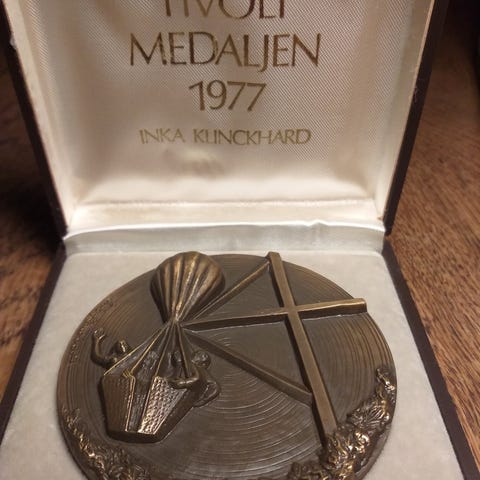 TIVOLI
MEDALJEN
1977
INKA KLINCKHARD